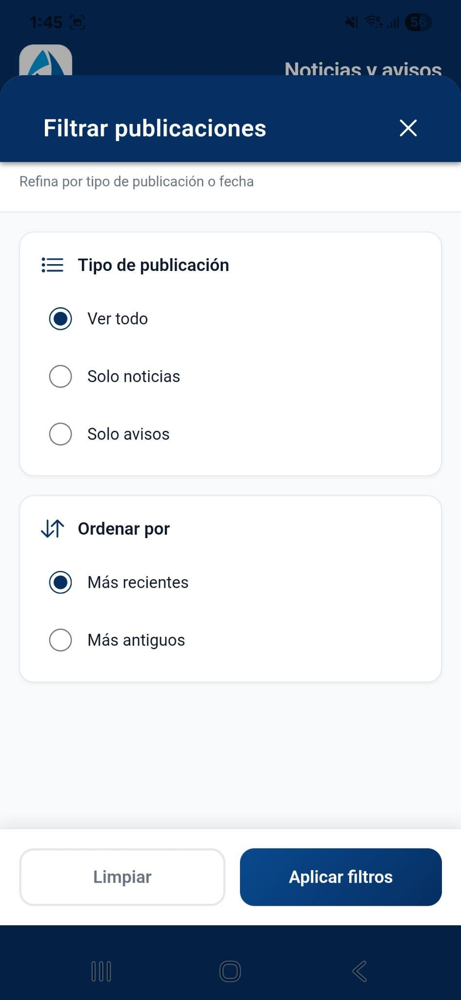 1:45
56
Noticias y avisos
Filtrar publicaciones
Refina por tipo de publicación o fecha
Tipo de publicación
Ver todo
Solo noticias
Solo avisos
Ordenar por
Más recientes
Más antiguos
Limpiar
Aplicar filtros